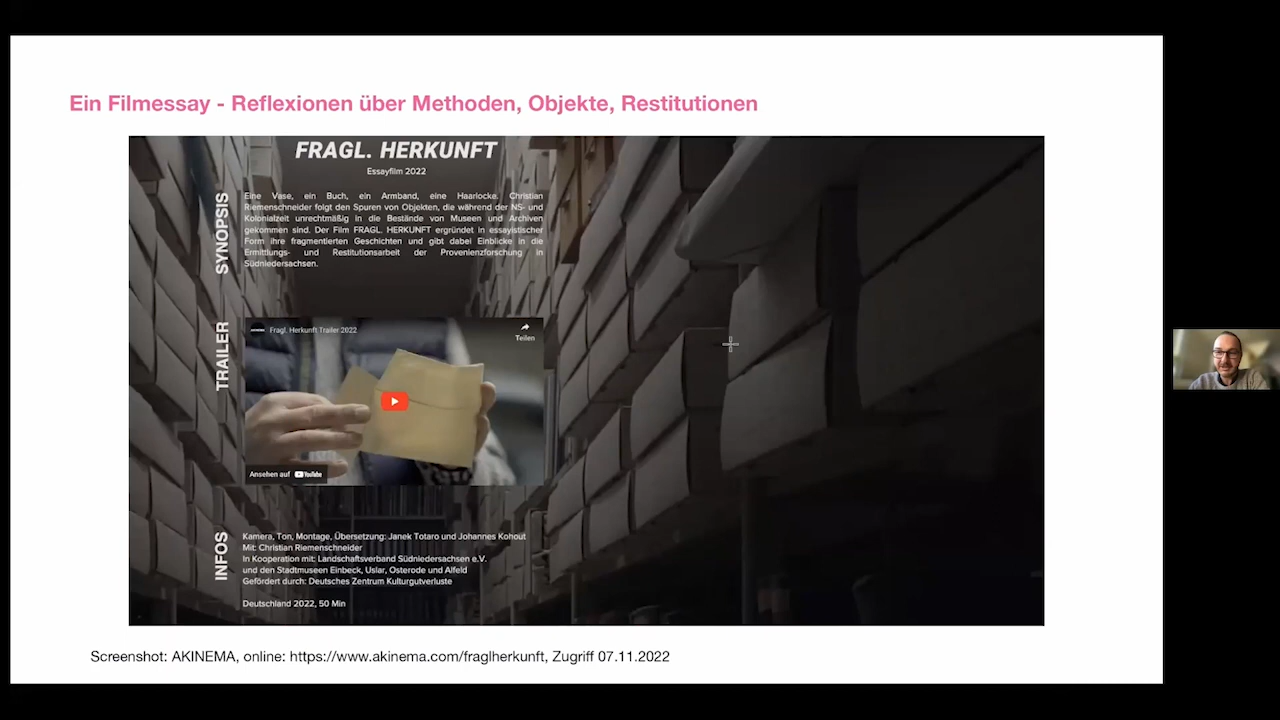 Ein Filmessay - Reflexionen über Methoden, Objekte, Restitutionen
FRAGL. HERKUNFT
Essayfilm 2022
SYNOPSIS
Eine Vase, ein Buch, ein Armband, eine Haarlocke. Christian
Riemenschneider folgt den Spuren von Objekten, die während der NS- und
Kolonialzeit unrechtmäßig in die Bestände von Museen und Archiven
gekommen sind. Der Film FRAGL. HERKUNFT ergründet in essayistischer
Form ihre fragmentierten Geschichten und gibt dabei Einblicke in die
Ermittlungs- und Restitutionsarbeit der Provenienzforschung in
Südniedersachsen.
TRAILER
Fragl. Herkunft Trailer 2022
Teilen
Ansehen auf YouTube
INFOS
Kamera, Ton, Montage, Übersetzung: Janek Totaro und Johannes Kohout
Mit: Christian Riemenschneider
In Kooperation mit: Landschaftsverband Südniedersachsen e.V.
und den Stadtmuseen Einbeck, Uslar, Osterode und Alfeld
Gefördert durch: Deutsches Zentrum Kulturgutverluste
Deutschland 2022, 50 Min
Screenshot: AKINEMA, online: https://www.akinema.com/fraglherkunft, Zugriff 07.11.2022